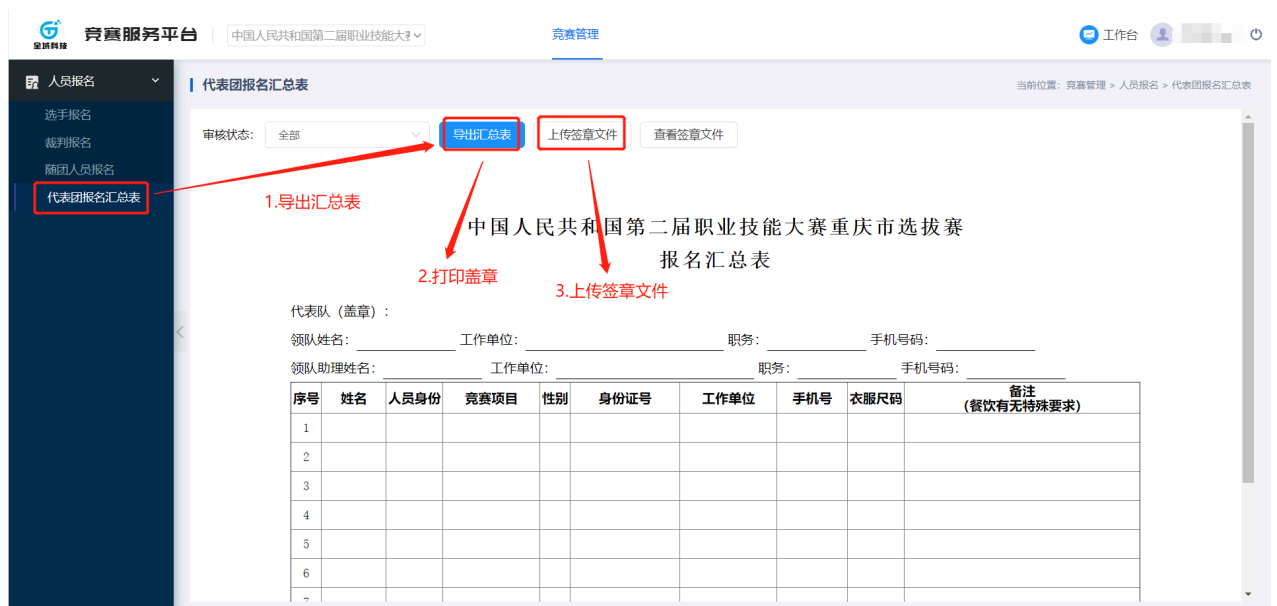 全域科技 竞赛服务平台 中国人民共和国第二届职业技能大 竞赛管理 工作台
人员报名
选手报名
裁判报名
随团人员报名
代表团报名汇总表
代表团报名汇总表 当前位置：竞赛管理 > 人员报名 > 代表团报名汇总表
审核状态： 全部 导出汇总表 上传签章文件 查看签章文件
1.导出汇总表
2.打印盖章
3.上传签章文件
中国人民共和国第二届职业技能大赛重庆市选拔赛
报名汇总表
代表队（盖章）：
领队姓名： 工作单位： 职务： 手机号码：
领队助理姓名： 工作单位： 职务： 手机号码：
序号 姓名 人员身份 竞赛项目 性别 身份证号 工作单位 手机号 衣服尺码 备注
(餐饮有无特殊要求)
1
2
3
4
5
6
7